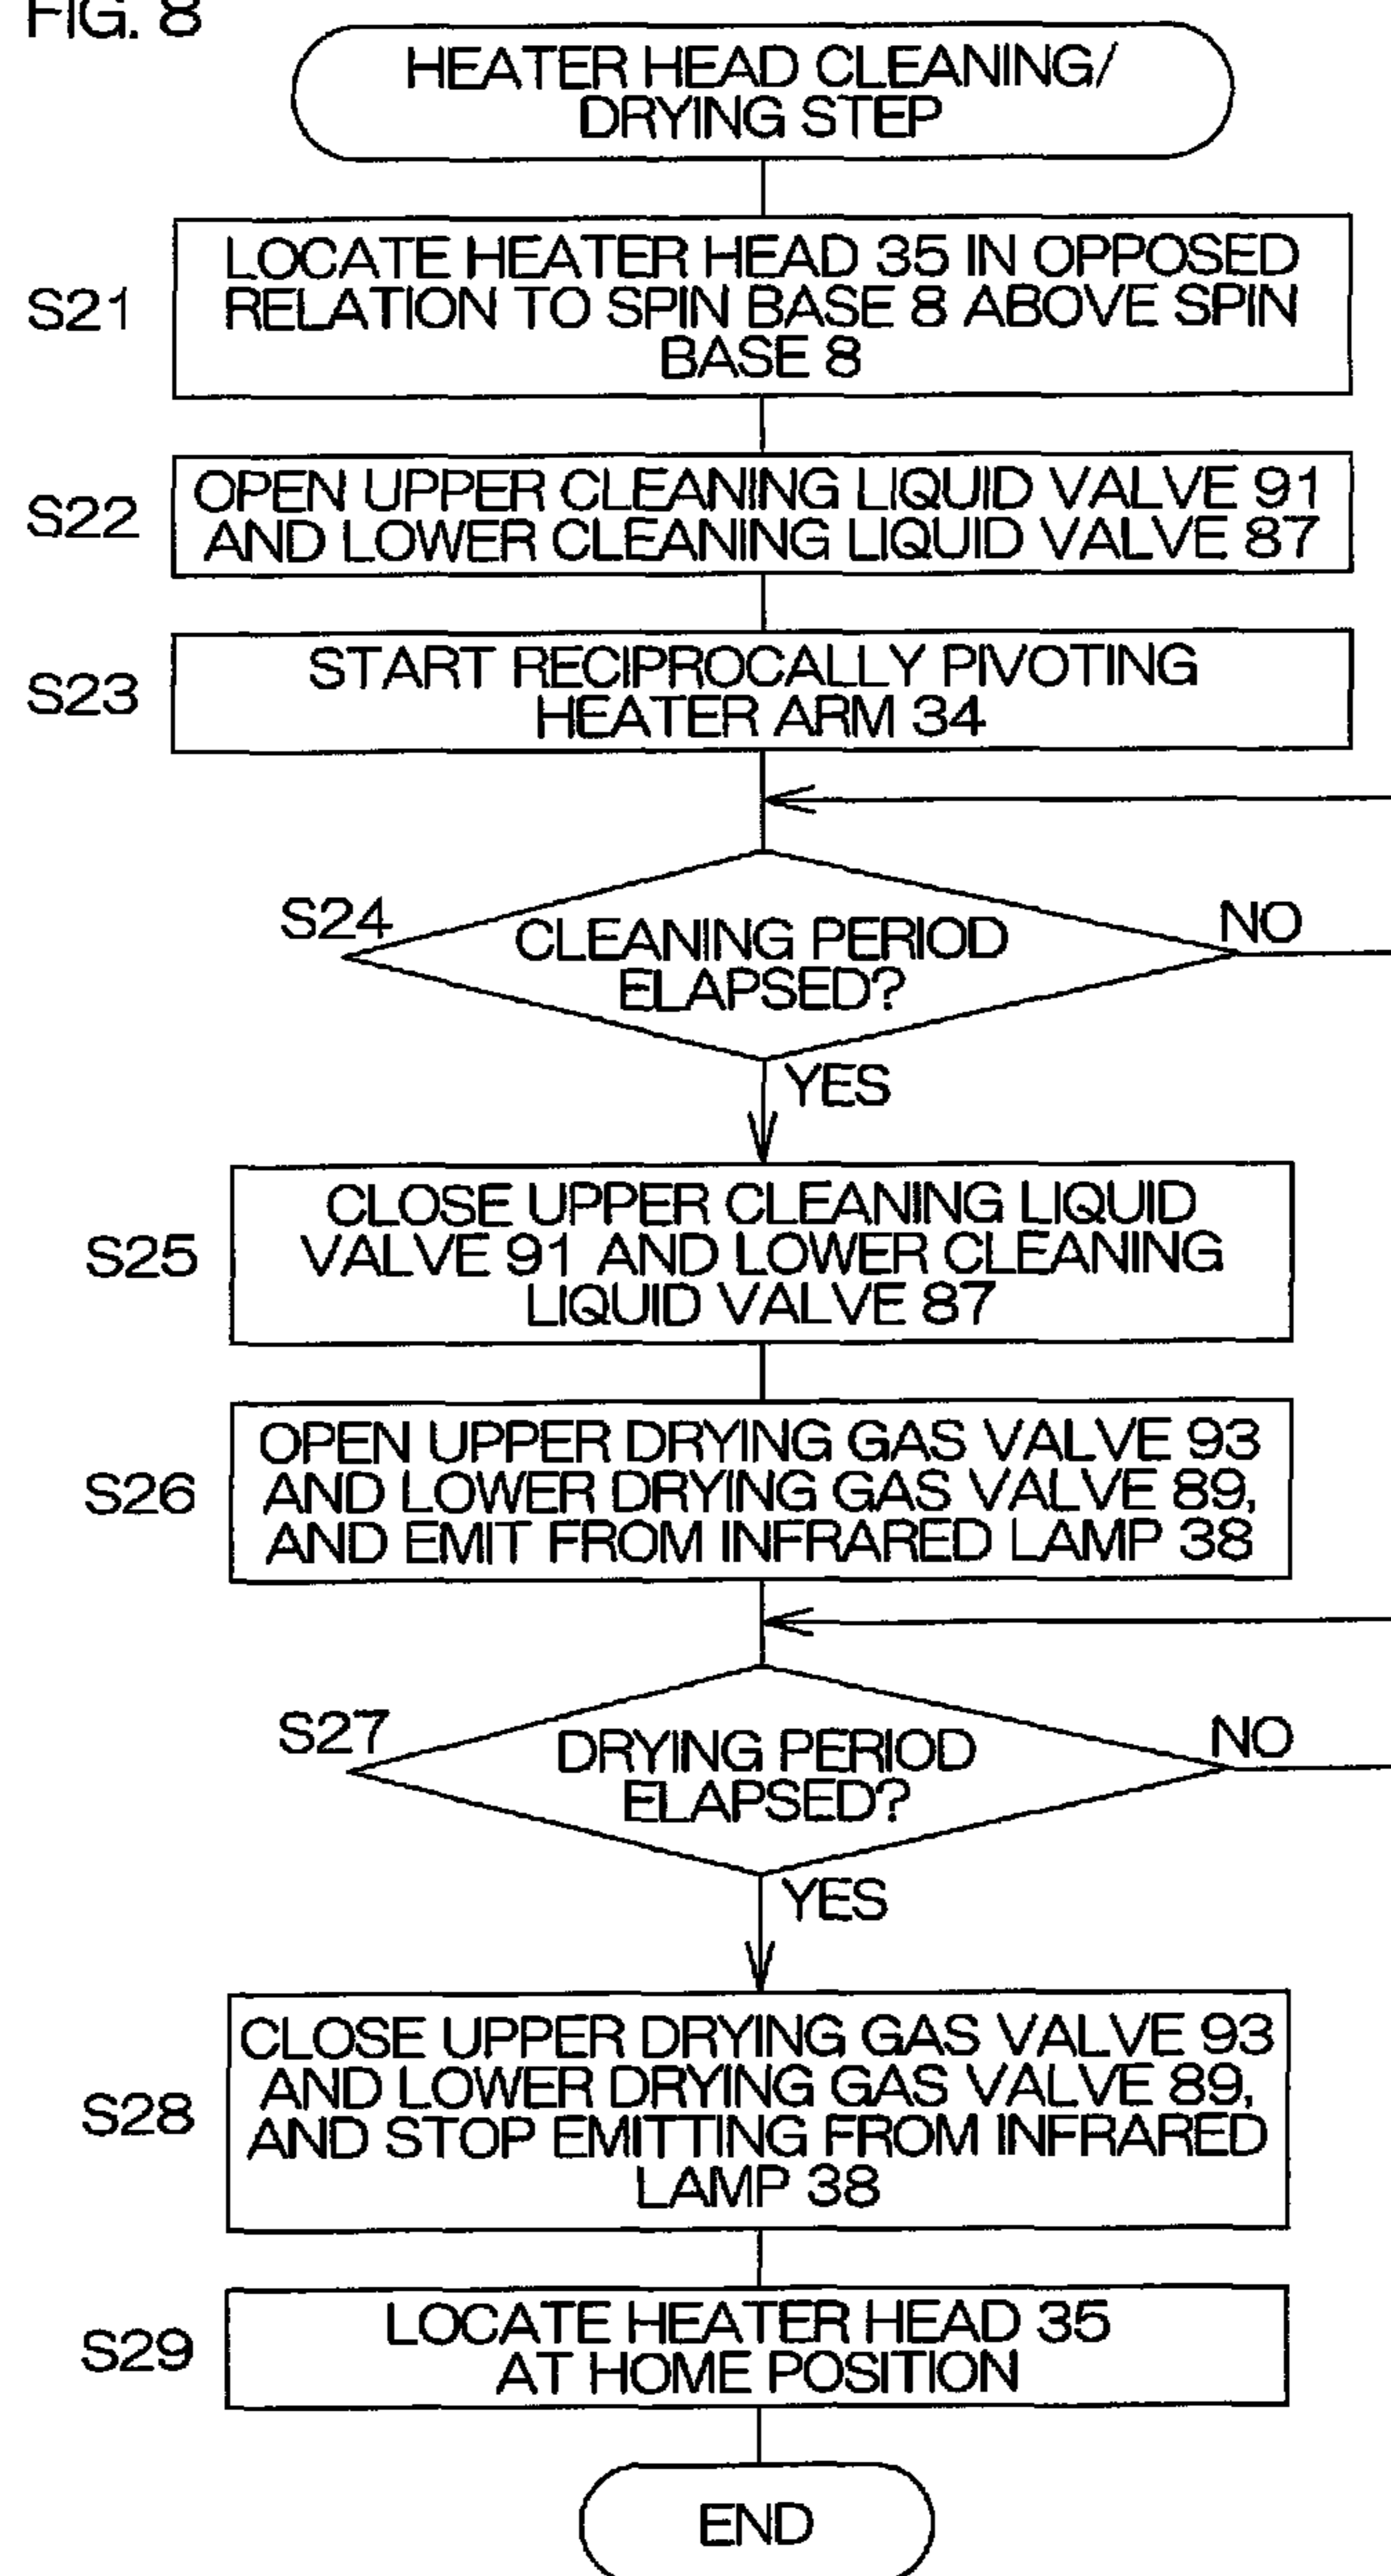 FIG. 8
HEATER HEAD CLEANING/
DRYING STEP
S21
LOCATE HEATER HEAD 35 IN OPPOSED
RELATION TO SPIN BASE 8 ABOVE SPIN
BASE 8
S22
OPEN UPPER CLEANING LIQUID VALVE 91
AND LOWER CLEANING LIQUID VALVE 87
S23
START RECIPROCALLY PIVOTING
HEATER ARM 34
S24
CLEANING PERIOD
ELAPSED?
NO
YES
S25
CLOSE UPPER CLEANING LIQUID
VALVE 91 AND LOWER CLEANING
LIQUID VALVE 87
S26
OPEN UPPER DRYING GAS VALVE 93
AND LOWER DRYING GAS VALVE 89,
AND EMIT FROM INFRARED LAMP 38
S27
DRYING PERIOD
ELAPSED?
NO
YES
S28
CLOSE UPPER DRYING GAS VALVE 93
AND LOWER DRYING GAS VALVE 89,
AND STOP EMITTING FROM INFRARED
LAMP 38
S29
LOCATE HEATER HEAD 35
AT HOME POSITION
END